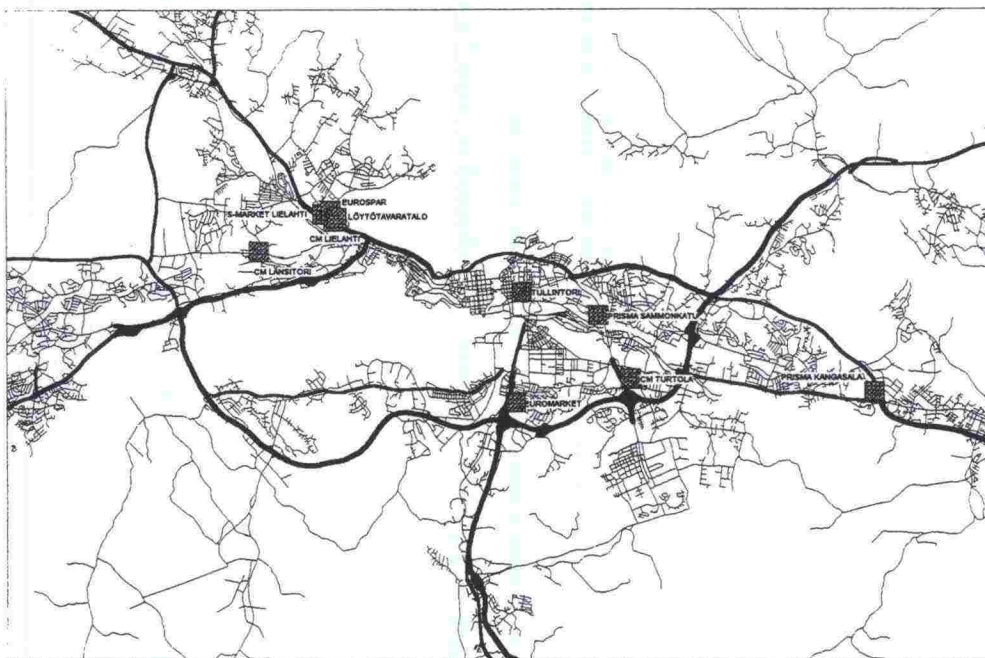 EUROSPAR
S-MARKET LIELAHTI
LÖYTÖTAVARATALO
CM LIELAHTI
CM LÄNSITORI
TULLINTORI
PRISMA SAMMONKATU
CM TURTOLA
PRISMA KANGASALA
EUROMARKET